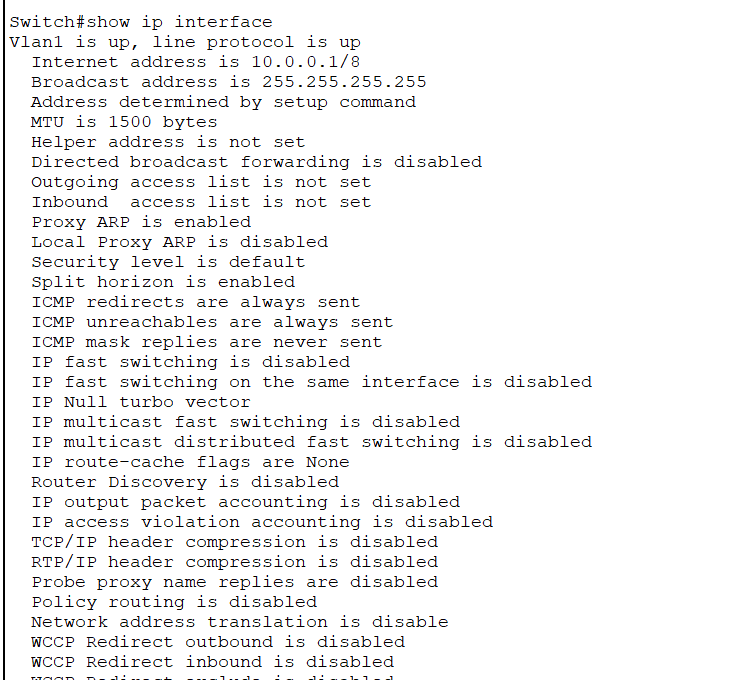 Switch#show ip interface
Vlan1 is up, line protocol is up
Internet address is 10.0.0.1/8
Broadcast address is 255.255.255.255
Address determined by setup command
MTU is 1500 bytes
Helper address is not set
Directed broadcast forwarding is disabled
Outgoing access list is not set
Inbound  access list is not set
Proxy ARP is enabled
Local Proxy ARP is disabled
Security level is default
Split horizon is enabled
ICMP redirects are always sent
ICMP unreachables are always sent
ICMP mask replies are never sent
IP fast switching is disabled
IP fast switching on the same interface is disabled
IP Null turbo vector
IP multicast fast switching is disabled
IP multicast distributed fast switching is disabled
IP route-cache flags are None
Router Discovery is disabled
IP output packet accounting is disabled
IP access violation accounting is disabled
TCP/IP header compression is disabled
RTP/IP header compression is disabled
Probe proxy name replies are disabled
Policy routing is disabled
Network address translation is disable
WCCP Redirect outbound is disabled
WCCP Redirect inbound is disabled